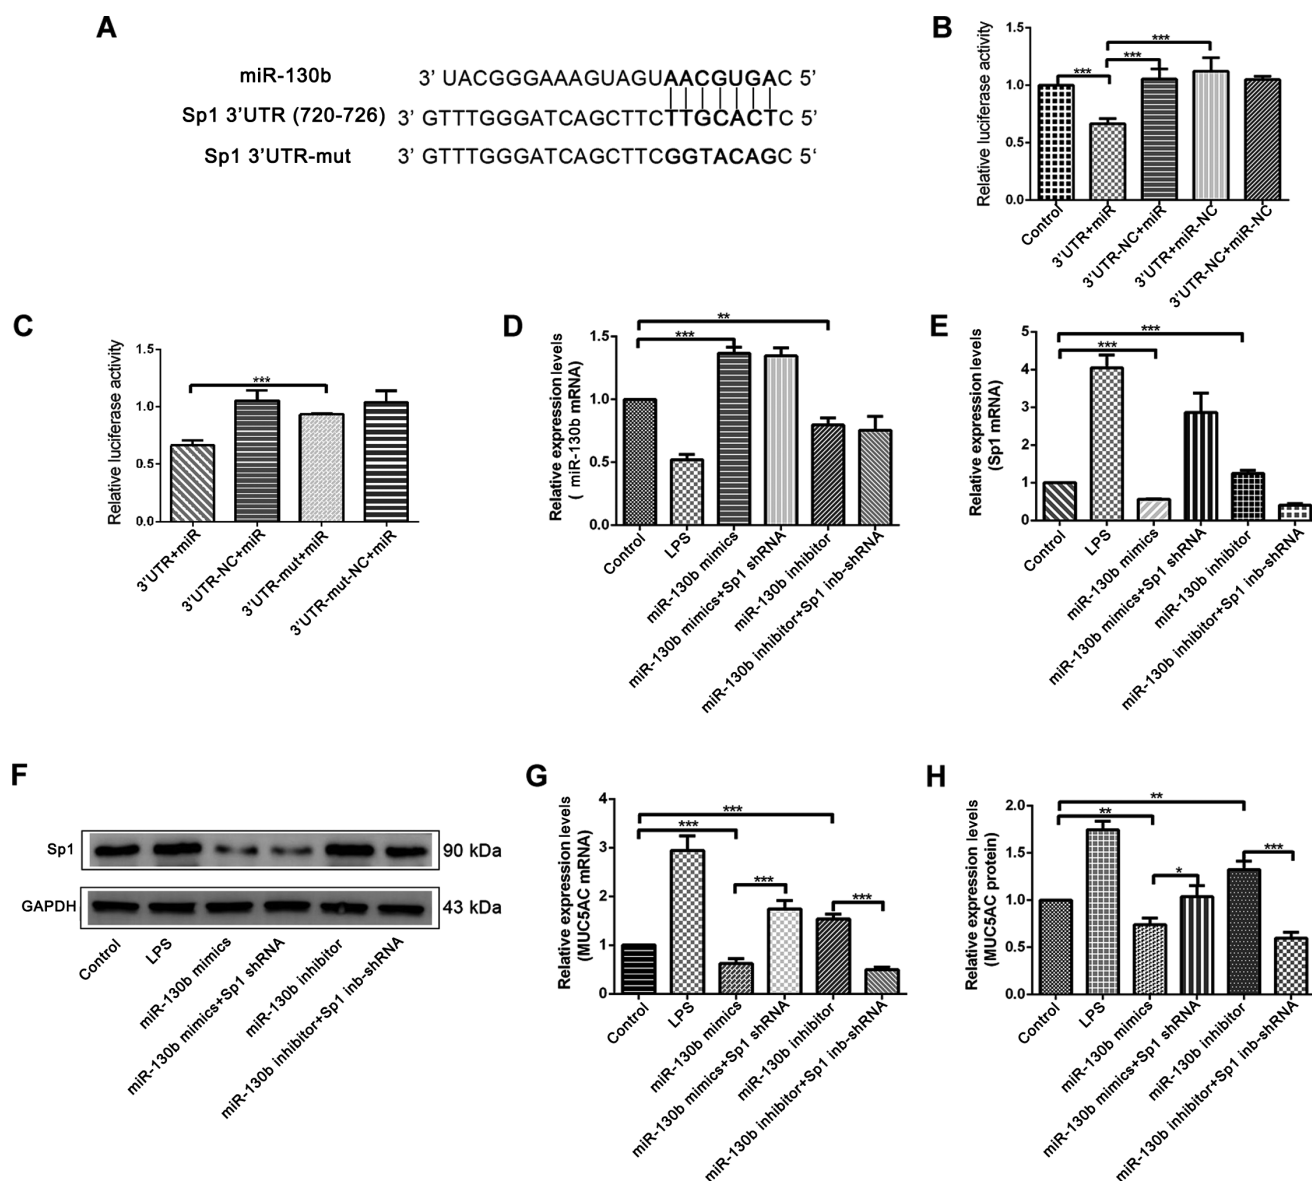 A
miR-130b 3’ UACGGGAAAGUAGUAACGUGAC 5’
Sp1 3’UTR (720-726) 3’ GTTTGGGATCAGCTTCTTGCACTC 5’
Sp1 3’UTR-mut 3’ GTTTGGGATCAGCTTCGGTACAGC 5‘
B
Relative luciferase activity
1.5
1.0
0.5
0.0
***
***
***
Control
3’UTR+miR
3’UTR-NC+miR
3’UTR+miR-NC
3’UTR-NC+miR-NC
C
Relative luciferase activity
1.5
1.0
0.5
0.0
***
3’UTR+miR
3’UTR-NC+miR
3’UTR-mut+miR
3’UTR-mut-NC+miR
D
Relative expression levels
( miR-130b mRNA)
1.5
1.0
0.5
0.0
**
***
Control
LPS
miR-130b mimics
miR-130b mimics+Sp1 shRNA
miR-130b inhibitor
miR-130b inhibitor+Sp1 inb-shRNA
E
Relative expression levels
(Sp1 mRNA)
5
4
3
2
1
0
***
***
Control
LPS
miR-130b mimics
miR-130b mimics+Sp1 shRNA
miR-130b inhibitor
miR-130b inhibitor+Sp1 inb-shRNA
F
Sp1 90 kDa
GAPDH 43 kDa
Control
LPS
miR-130b mimics
miR-130b mimics+Sp1 shRNA
miR-130b inhibitor
miR-130b inhibitor+Sp1 inb-shRNA
G
Relative expression levels
(MUC5AC mRNA)
4
3
2
1
0
***
***
***
***
Control
LPS
miR-130b mimics
miR-130b mimics+Sp1 shRNA
miR-130b inhibitor
miR-130b inhibitor+Sp1 inb-shRNA
H
Relative expression levels
(MUC5AC protein)
2.0
1.5
1.0
0.5
0.0
**
**
*
***
Control
LPS
miR-130b mimics
miR-130b mimics+Sp1 shRNA
miR-130b inhibitor
miR-130b inhibitor+Sp1 inb-shRNA